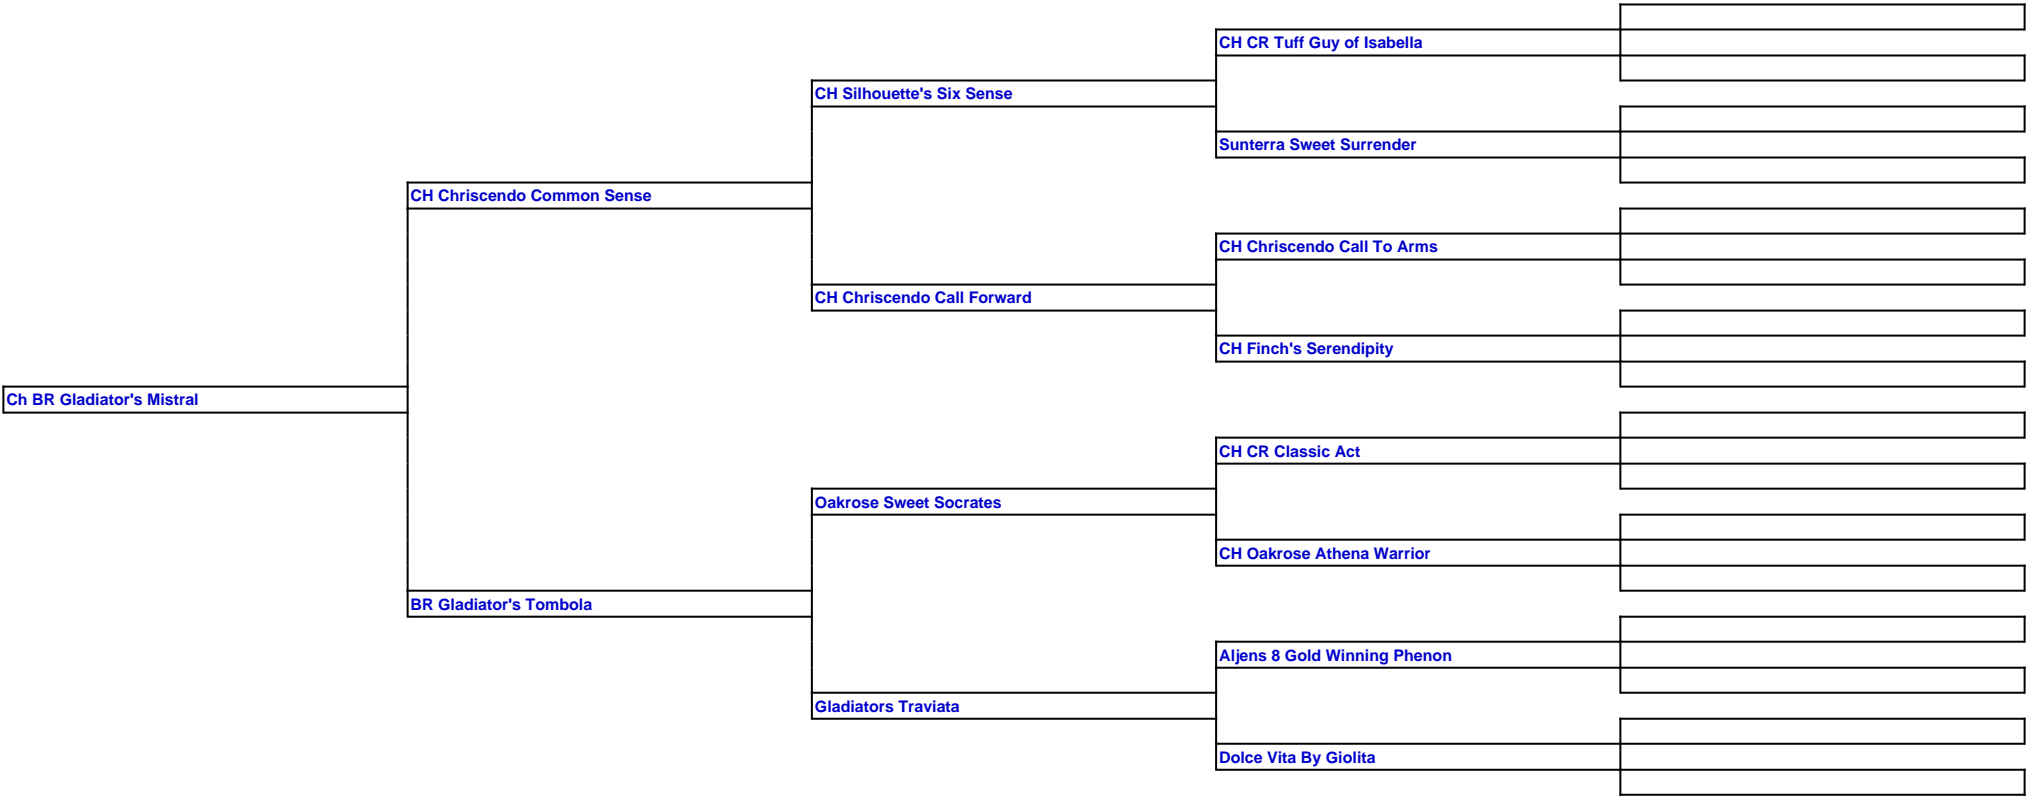 CH CR Tuff Guy of Isabella
CH Silhouette's Six Sense
Sunterra Sweet Surrender
CH Chriscendo Common Sense
CH Chriscendo Call To Arms
CH Chriscendo Call Forward
CH Finch's Serendipity
Ch BR Gladiator's Mistral
CH CR Classic Act
Oakrose Sweet Socrates
CH Oakrose Athena Warrior
BR Gladiator's Tombola
Aljens 8 Gold Winning Phenon
Gladiators Traviata
Dolce Vita By Giolita